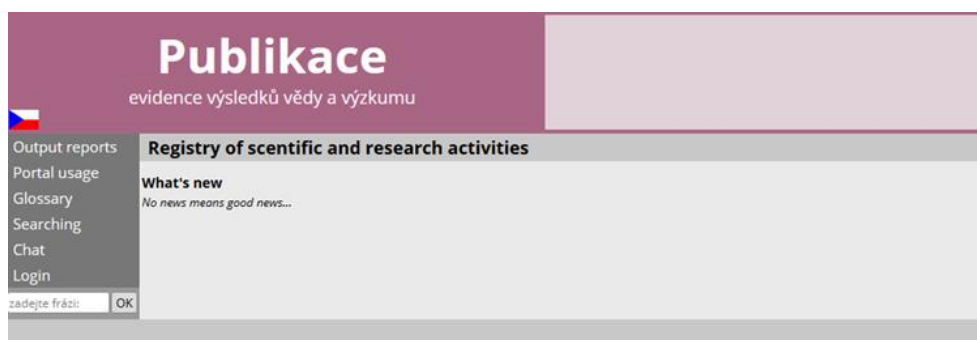 Publikace
evidence výsledků vědy a výzkumu
Output reports
Portal usage
Glossary
Searching
Chat
Login
zadejte frázi:
OK
Registry of scentific and research activities
What's new
No news means good news...